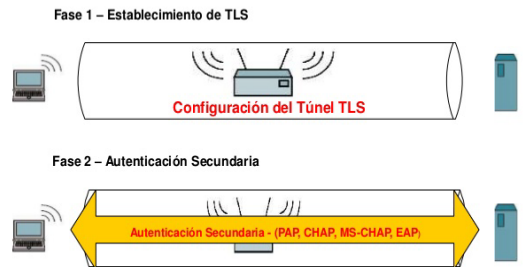 Fase 1 – Establecimiento de TLS
Configuración del Túnel TLS
Fase 2 – Autenticación Secundaria
Autenticación Secundaria - (PAP, CHAP, MS-CHAP, EAP)